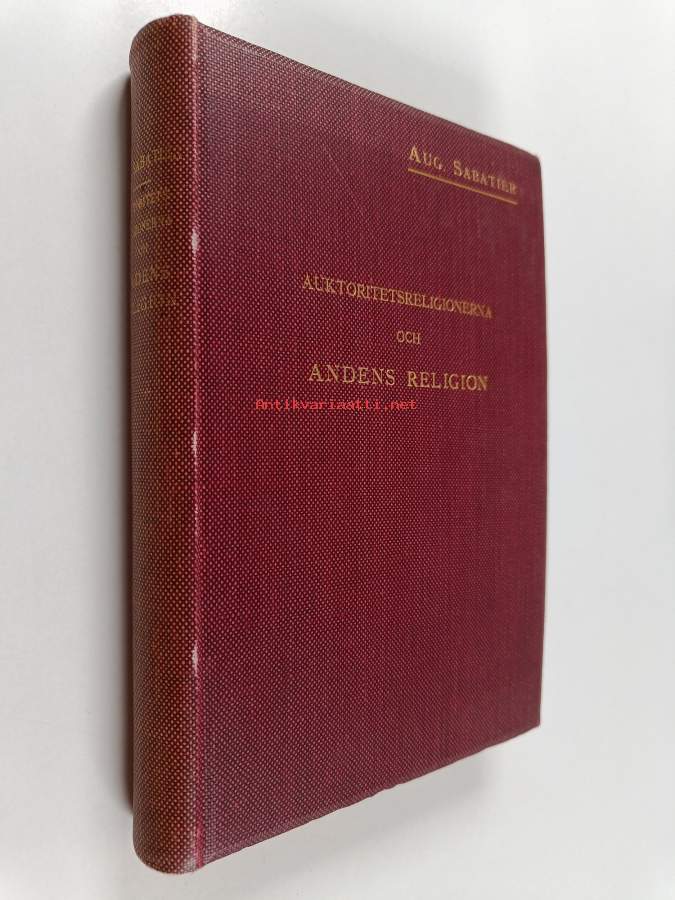 AUG. SABATIER
AUKTORITETSRELIGIONERNA
OCH
ANDENS RELIGION
Antikvariaatti.net